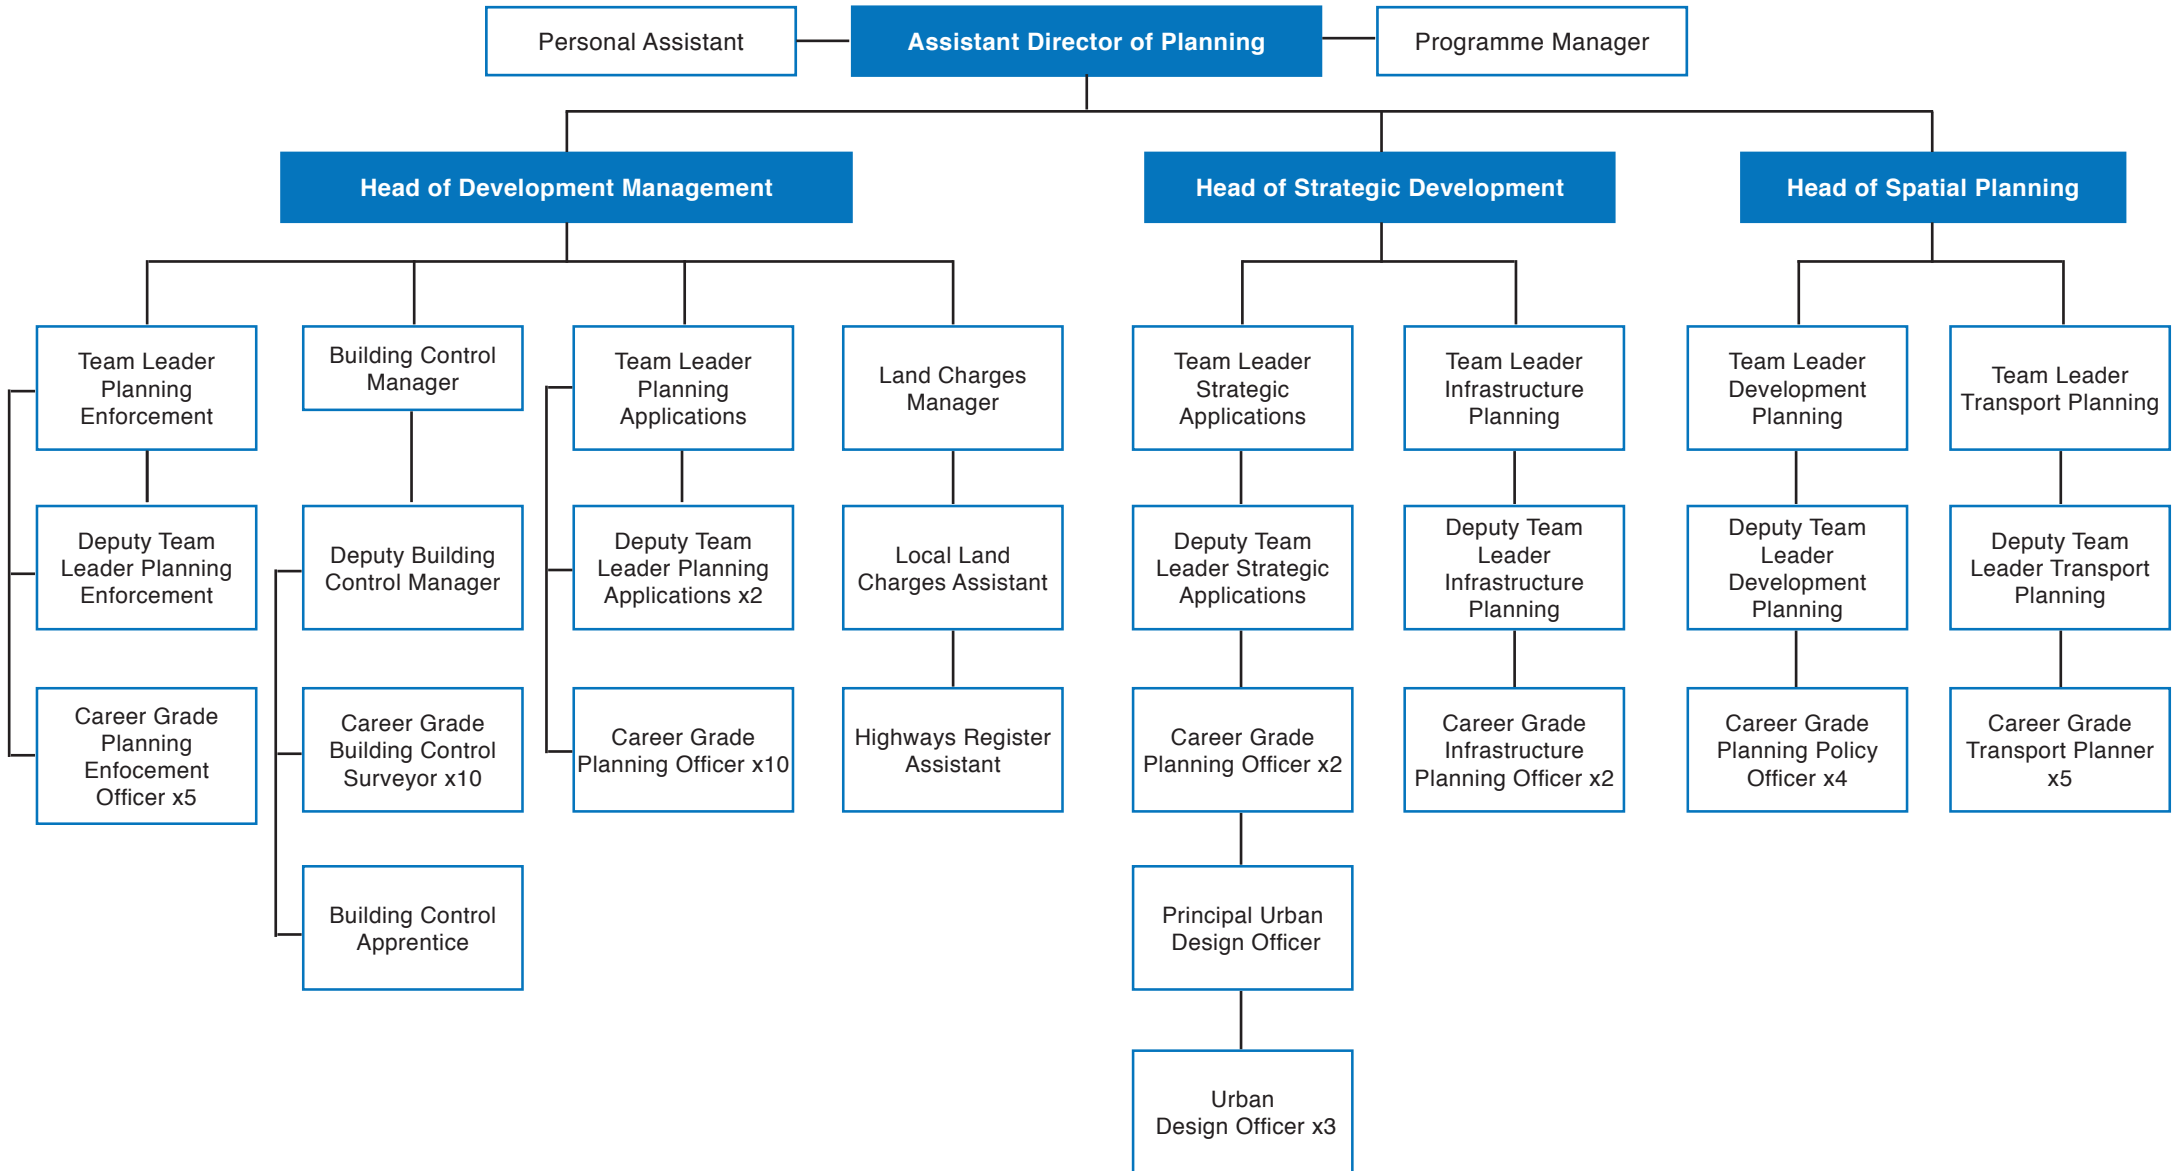 Personal Assistant
Assistant Director of Planning
Programme Manager
Head of Development Management
Head of Strategic Development
Head of Spatial Planning
Team Leader
Planning
Enforcement
Building Control
Manager
Team Leader
Planning
Applications
Land Charges
Manager
Team Leader
Strategic
Applications
Team Leader
Infrastructure
Planning
Team Leader
Development
Planning
Team Leader
Transport Planning
Deputy Team
Leader Planning
Enforcement
Deputy Building
Control Manager
Deputy Team
Leader Planning
Applications x2
Local Land
Charges Assistant
Deputy Team
Leader Strategic
Applications
Deputy Team
Leader
Infrastructure
Planning
Deputy Team
Leader
Development
Planning
Deputy Team
Leader Transport
Planning
Career Grade
Planning
Enfocement
Officer x5
Career Grade
Building Control
Surveyor x10
Career Grade
Planning Officer x10
Highways Register
Assistant
Career Grade
Planning Officer x2
Career Grade
Infrastructure
Planning Officer x2
Career Grade
Planning Policy
Officer x4
Career Grade
Transport Planner
x5
Building Control
Apprentice
Principal Urban
Design Officer
Urban
Design Officer x3